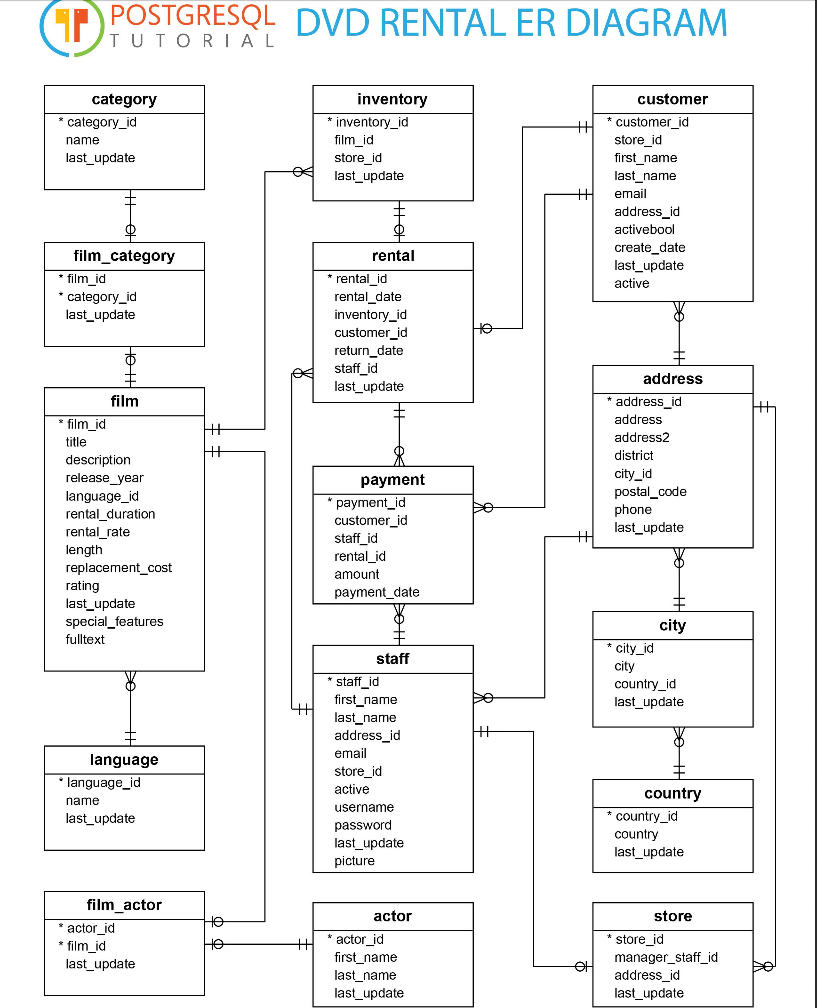 POSTGRESQL
TUTORIAL
DVD RENTAL ER DIAGRAM
category
* category_id
name
last_update
film_category
* film_id
* category_id
last_update
film
* film_id
title
description
release_year
language_id
rental_duration
rental_rate
length
replacement_cost
rating
last_update
special_features
fulltext
language
* language_id
name
last_update
film_actor
* actor_id
* film_id
last_update
inventory
* inventory_id
film_id
store_id
last_update
rental
* rental_id
rental_date
inventory_id
customer_id
return_date
staff_id
last_update
payment
* payment_id
customer_id
staff_id
rental_id
amount
payment_date
staff
* staff_id
first_name
last_name
address_id
email
store_id
active
username
password
last_update
picture
actor
* actor_id
first_name
last_name
last_update
customer
* customer_id
store_id
first_name
last_name
email
address_id
activebool
create_date
last_update
active
address
* address_id
address
address2
district
city_id
postal_code
phone
last_update
city
* city_id
city
country_id
last_update
country
* country_id
country
last_update
store
* store_id
manager_staff_id
address_id
last_update